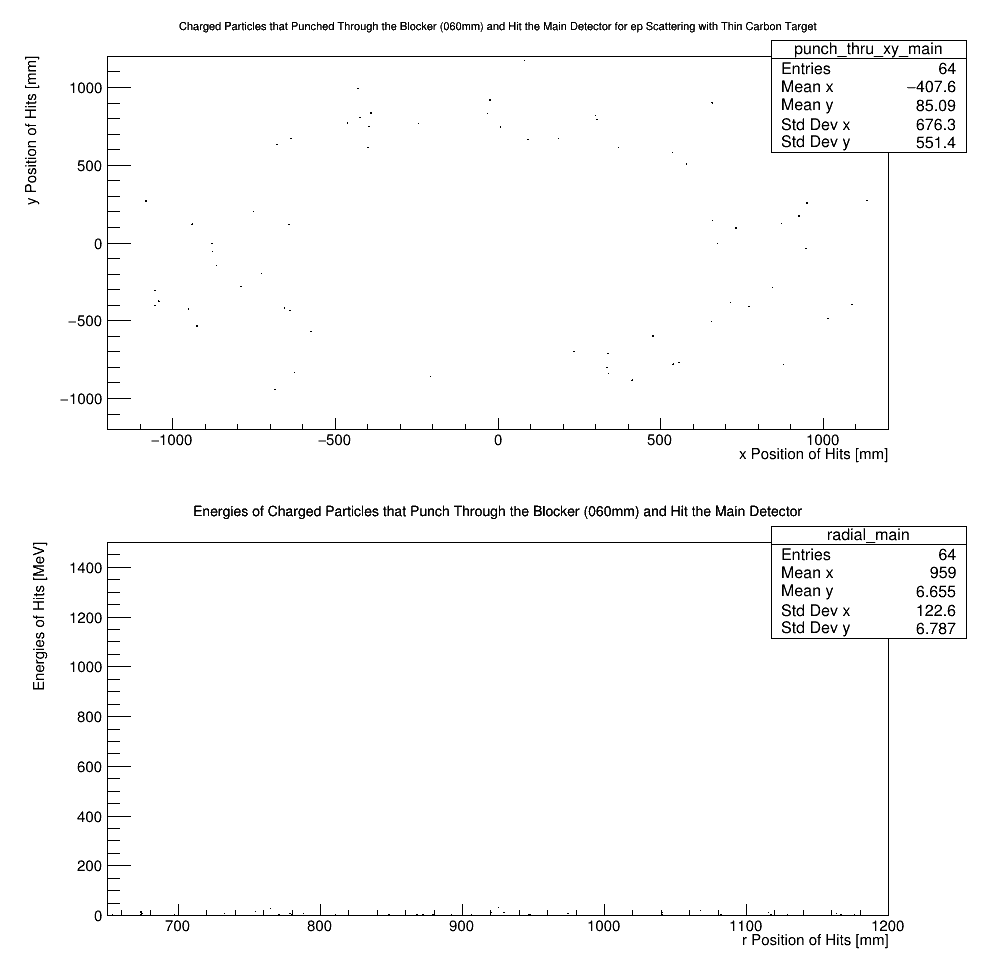 Charged Particles that Punched Through the Blocker (060mm) and Hit the Main Detector for ep Scattering with Thin Carbon Target
punch_thru_xy_main
Entries 64
Mean x −407.6
Mean y 85.09
Std Dev x 676.3
Std Dev y 551.4
y Position of Hits [mm]
1000
500
0
−500
−1000
−1000 −500 0 500 1000
x Position of Hits [mm]
Energies of Charged Particles that Punch Through the Blocker (060mm) and Hit the Main Detector
radial_main
Entries 64
Mean x 959
Mean y 6.655
Std Dev x 122.6
Std Dev y 6.787
Energies of Hits [MeV]
1400
1200
1000
800
600
400
200
0
700 800 900 1000 1100 1200
r Position of Hits [mm]